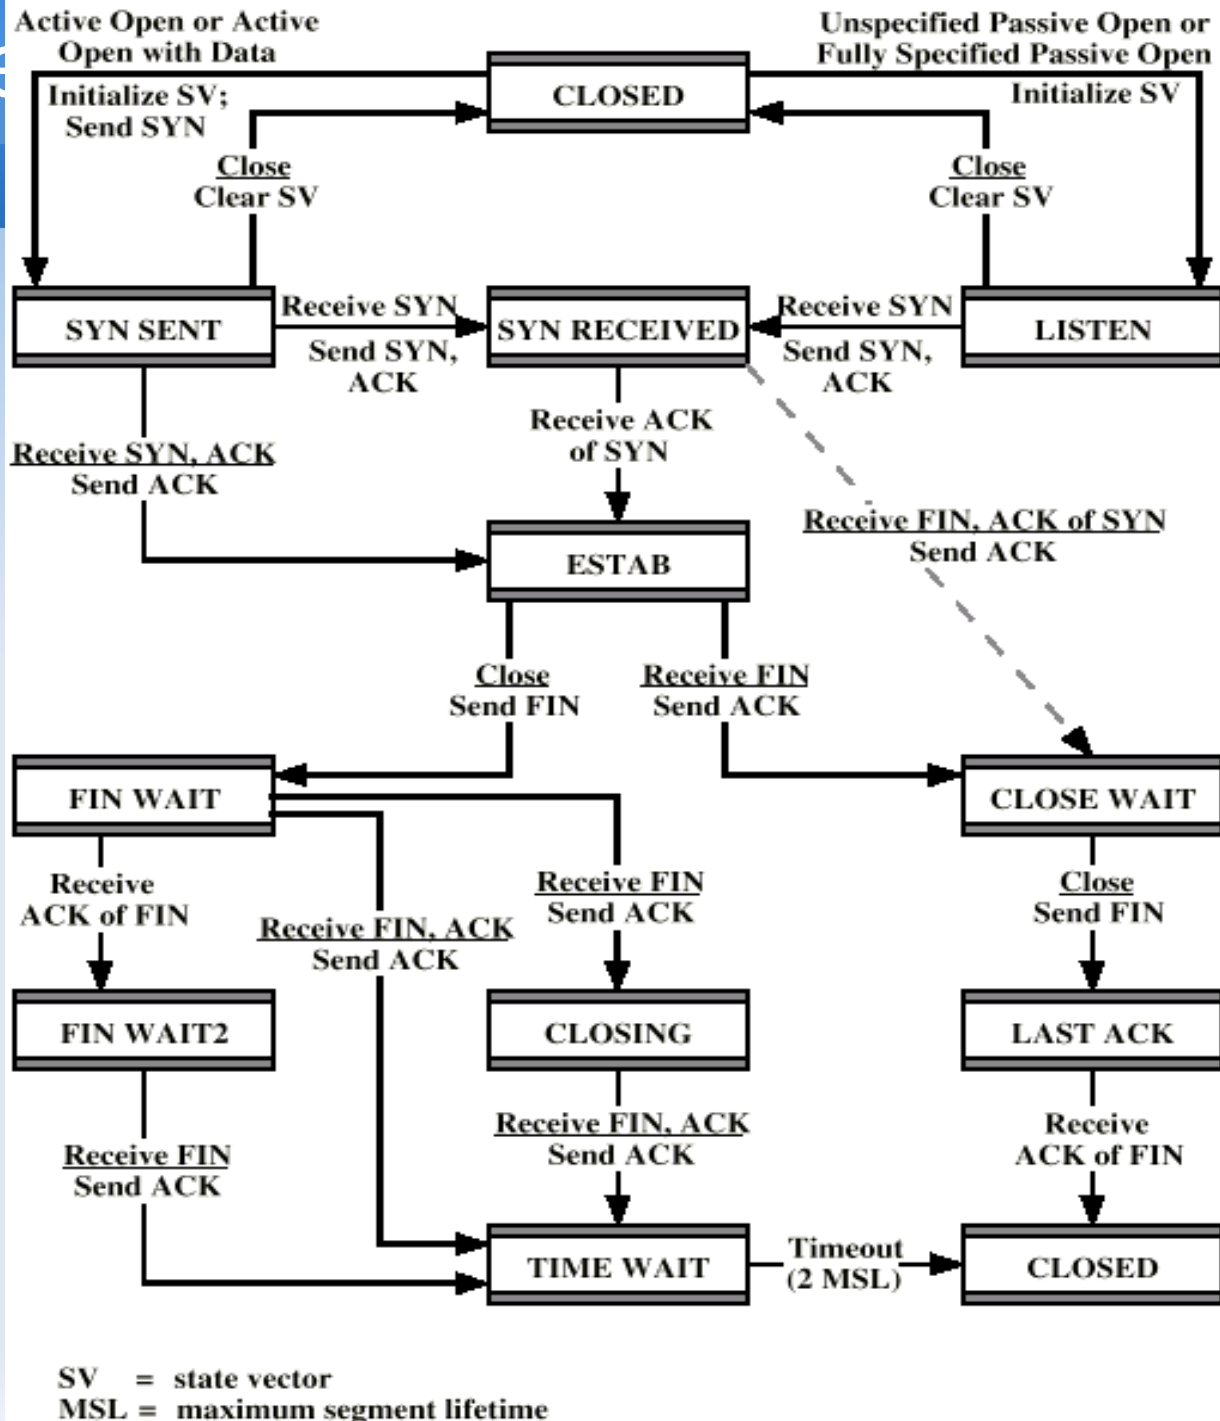 Active Open or Active
Open with Data
Unspecified Passive Open or
Fully Specified Passive Open
CLOSED
Initialize SV;
Send SYN
Initialize SV
Close
Clear SV
Close
Clear SV
SYN SENT
Receive SYN
Send SYN,
ACK
SYN RECEIVED
Receive SYN
Send SYN,
ACK
LISTEN
Receive SYN, ACK
Send ACK
Receive ACK
of SYN
Receive FIN, ACK of SYN
Send ACK
ESTAB
Close
Send FIN
Receive FIN
Send ACK
FIN WAIT
CLOSE WAIT
Receive
ACK of FIN
Receive FIN, ACK
Send ACK
Receive FIN
Send ACK
Close
Send FIN
FIN WAIT2
CLOSING
LAST ACK
Receive FIN
Send ACK
Receive FIN, ACK
Send ACK
Receive
ACK of FIN
TIME WAIT
Timeout
(2 MSL)
CLOSED
SV = state vector
MSL = maximum segment lifetime